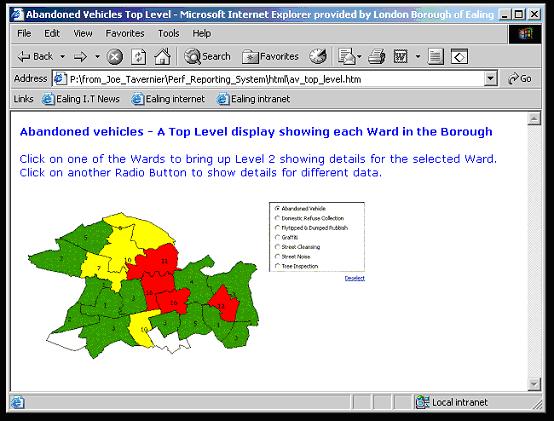 Abandoned Vehicles Top Level - Microsoft Internet Explorer provided by London Borough of Ealing
File Edit View Favorites Tools Help
Back Search Favorites
Address P:\from_Joe_Tavernier\Perf_Reporting_System\html\av_top_level.htm Go
Links Ealing I.T News Ealing internet Ealing intranet
Abandoned vehicles - A Top Level display showing each Ward in the Borough
Click on one of the Wards to bring up Level 2 showing details for the selected Ward.
Click on another Radio Button to show details for different data.
Abandoned Vehicle
Domestic Refuse Collection
Flytipped & Dumped Rubbish
Graffiti
Street Cleansing
Street Noise
Tree Inspection
Deselect
Local intranet